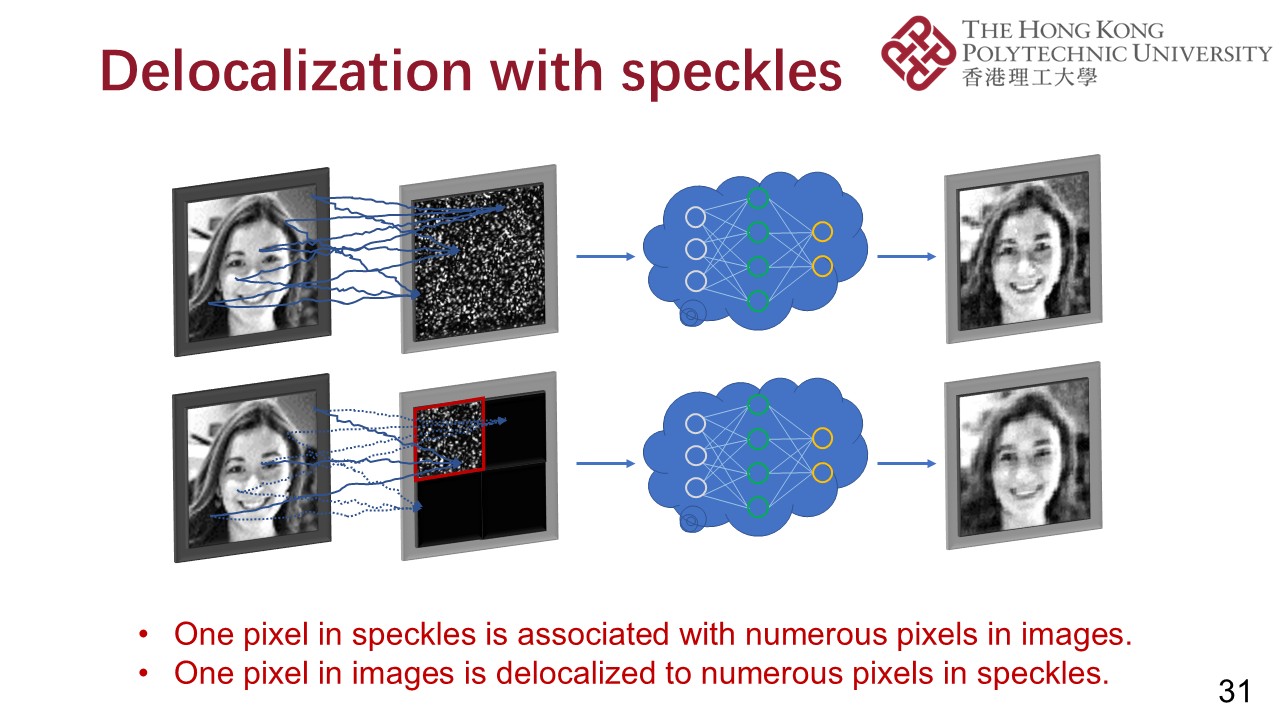 Delocalization with speckles
THE HONG KONG
POLYTECHNIC UNIVERSITY
香港理工大學
• One pixel in speckles is associated with numerous pixels in images.
• One pixel in images is delocalized to numerous pixels in speckles.
31